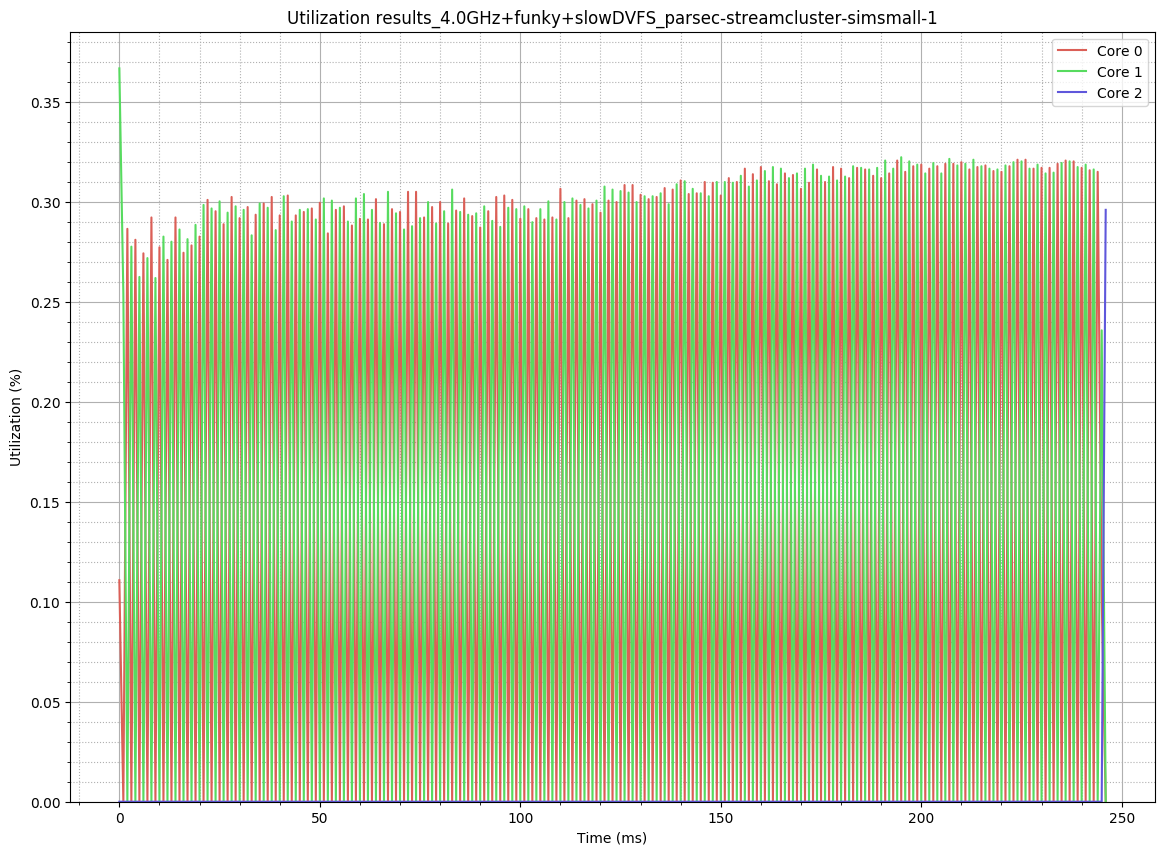 Utilization results_4.0GHz+funky+slowDVFS_parsec-streamcluster-simsmall-1
Core 0
Core 1
Core 2
0.35
0.30
0.25
0.20
0.15
0.10
0.05
0.00
Utilization (%)
0
50
100
150
200
250
Time (ms)